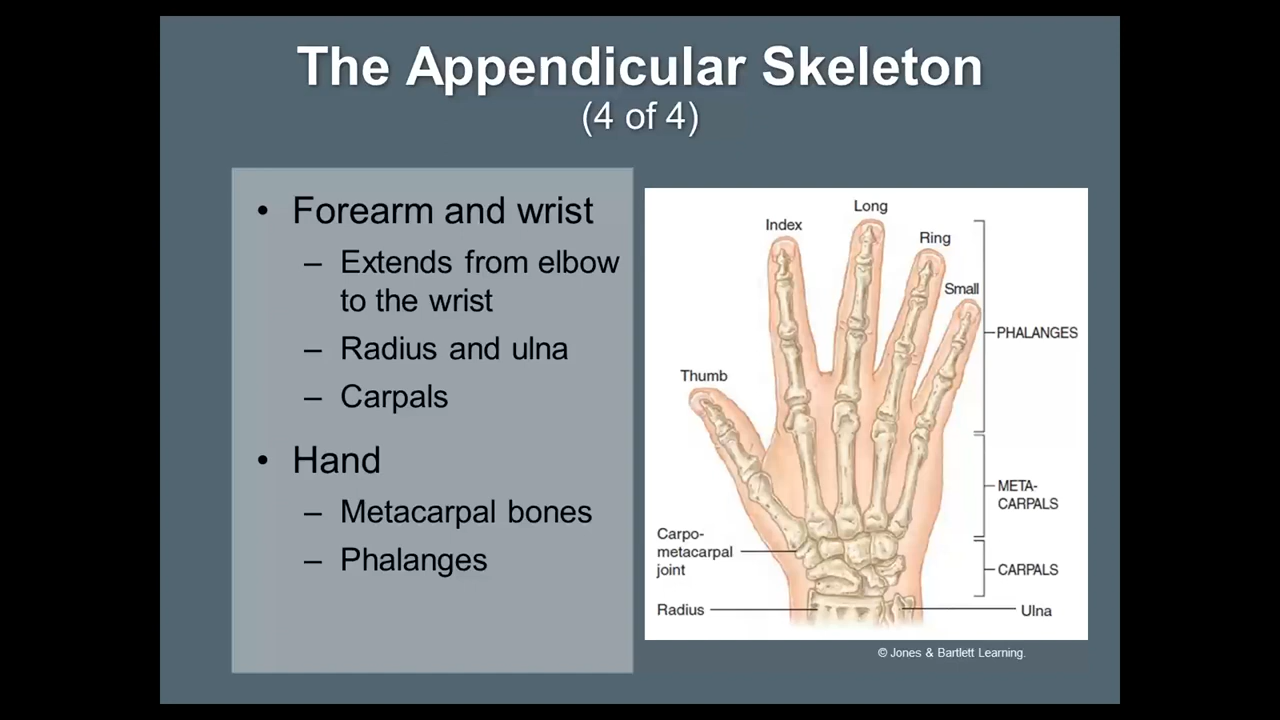 The Appendicular Skeleton
(4 of 4)
• Forearm and wrist
– Extends from elbow
to the wrist
– Radius and ulna
– Carpals
• Hand
– Metacarpal bones
– Phalanges
Long
Index
Ring
Small
PHALANGES
Thumb
META-
CARPALS
Carpo-
metacarpal
joint
CARPALS
Radius
Ulna
© Jones & Bartlett Learning.